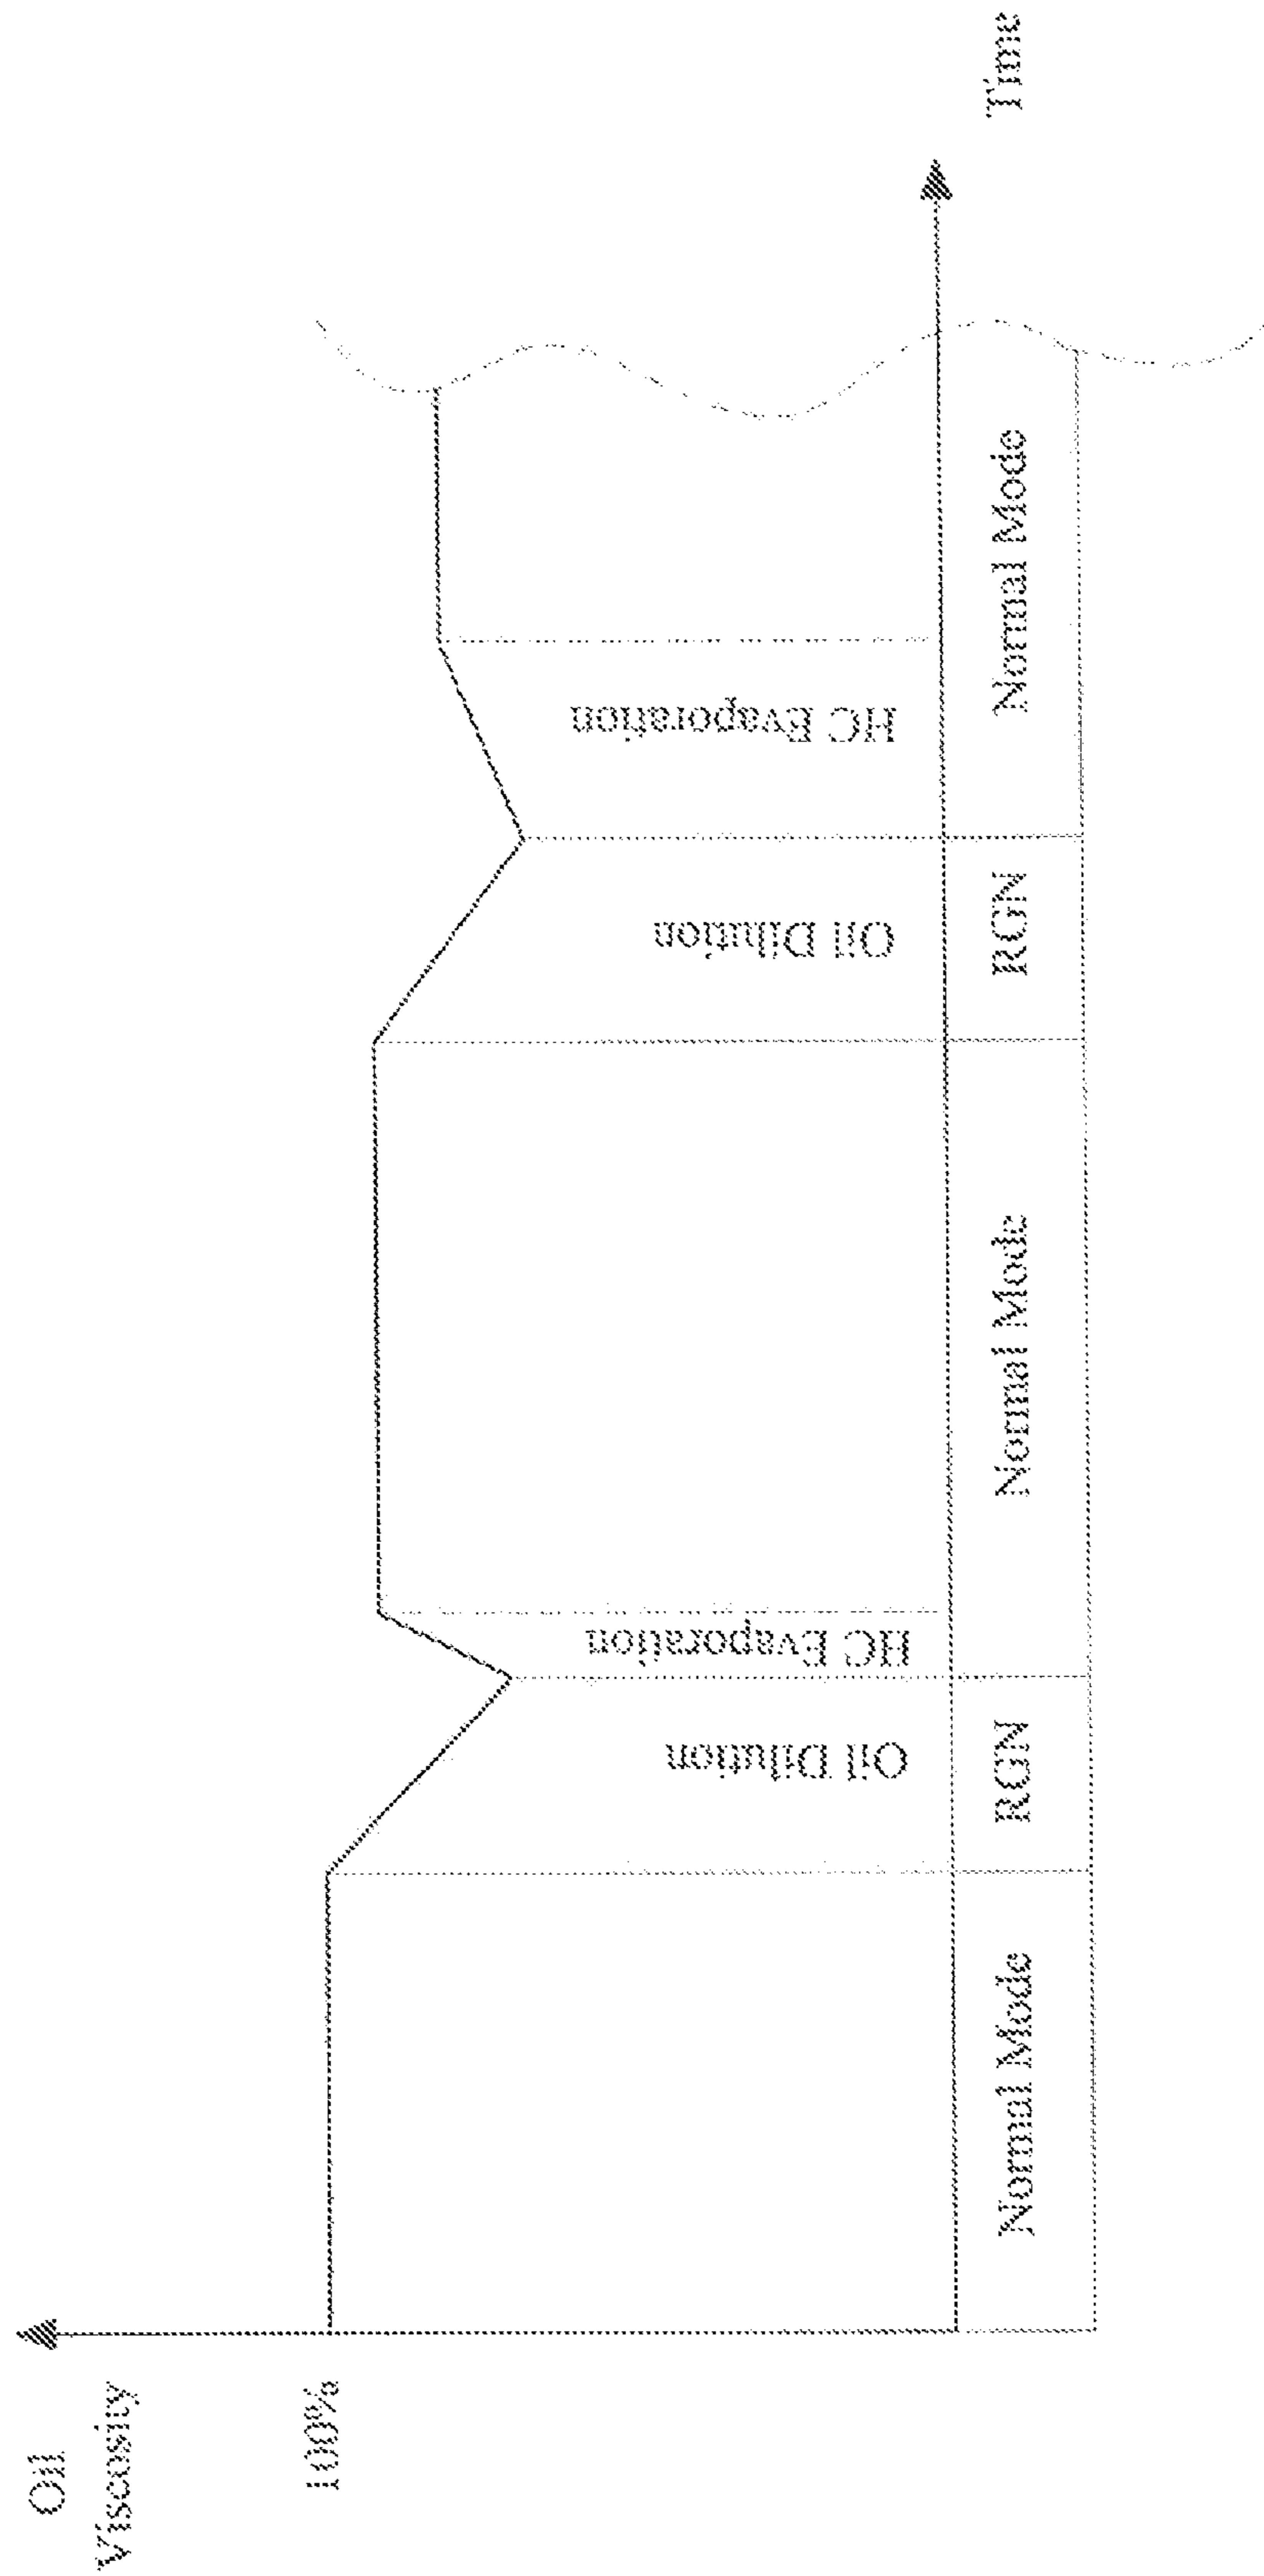 Oil
Viscosity
100%
Oil Dilution
HC Evaporation
Oil Dilution
HC Evaporation
Normal Mode
RGN
Normal Mode
RGN
Normal Mode
Time